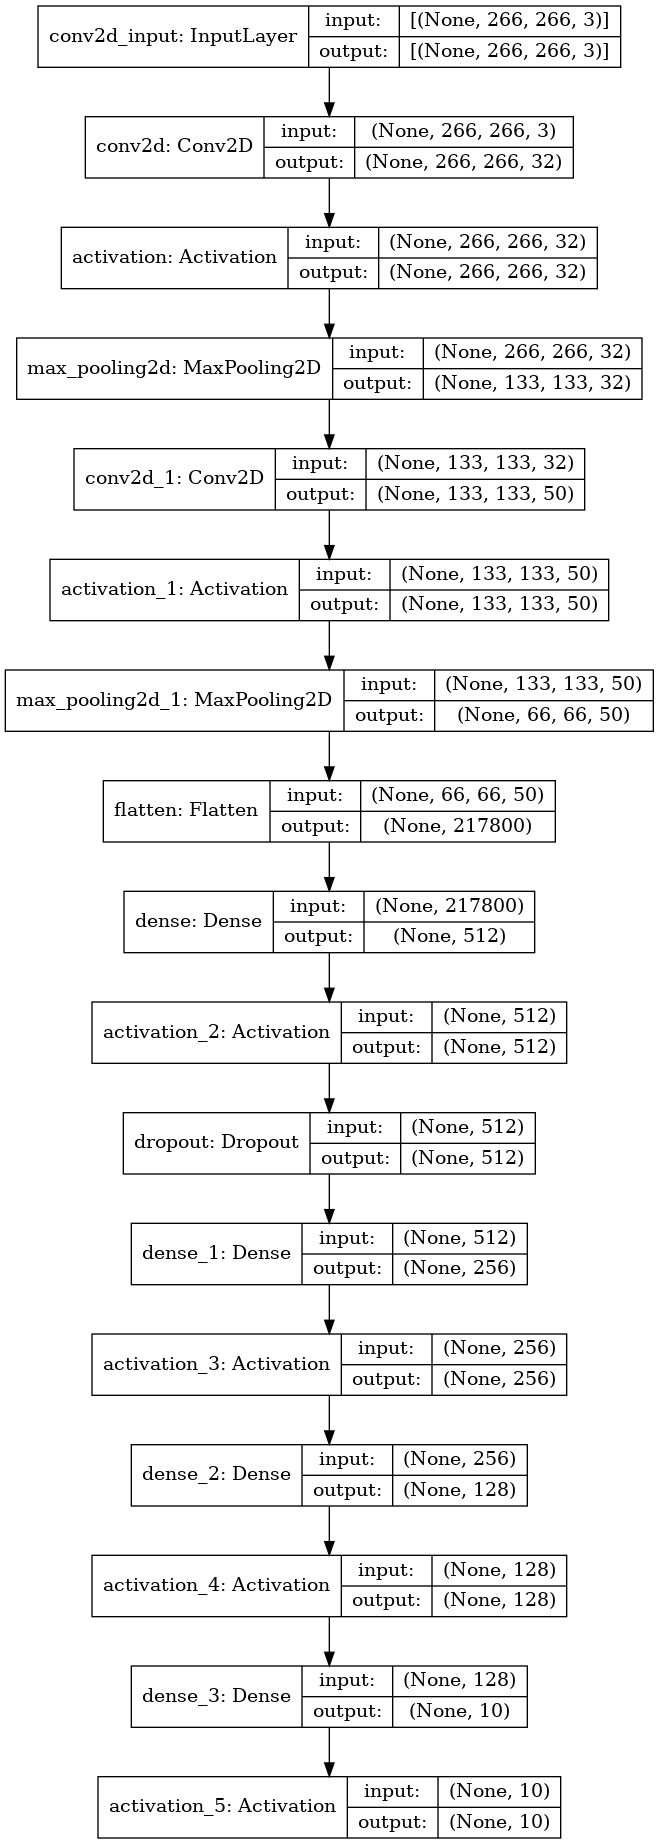 conv2d_input: InputLayer
input:
[(None, 266, 266, 3)]
output:
[(None, 266, 266, 3)]
conv2d: Conv2D
input:
(None, 266, 266, 3)
output:
(None, 266, 266, 32)
activation: Activation
input:
(None, 266, 266, 32)
output:
(None, 266, 266, 32)
max_pooling2d: MaxPooling2D
input:
(None, 266, 266, 32)
output:
(None, 133, 133, 32)
conv2d_1: Conv2D
input:
(None, 133, 133, 32)
output:
(None, 133, 133, 50)
activation_1: Activation
input:
(None, 133, 133, 50)
output:
(None, 133, 133, 50)
max_pooling2d_1: MaxPooling2D
input:
(None, 133, 133, 50)
output:
(None, 66, 66, 50)
flatten: Flatten
input:
(None, 66, 66, 50)
output:
(None, 217800)
dense: Dense
input:
(None, 217800)
output:
(None, 512)
activation_2: Activation
input:
(None, 512)
output:
(None, 512)
dropout: Dropout
input:
(None, 512)
output:
(None, 512)
dense_1: Dense
input:
(None, 512)
output:
(None, 256)
activation_3: Activation
input:
(None, 256)
output:
(None, 256)
dense_2: Dense
input:
(None, 256)
output:
(None, 128)
activation_4: Activation
input:
(None, 128)
output:
(None, 128)
dense_3: Dense
input:
(None, 128)
output:
(None, 10)
activation_5: Activation
input:
(None, 10)
output:
(None, 10)